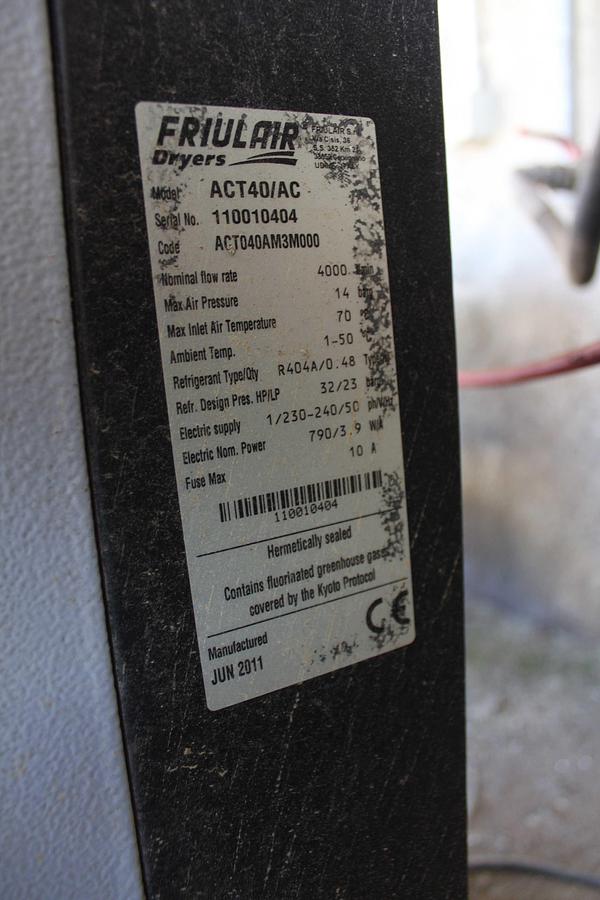 FRIULAIR
Dryers
FRIULAIR
Model ACT40/AC
Serial No. 110010404
Code ACT040AM3M000
Nominal flow rate 4000
Max Air Pressure 14
Max Inlet Air Temperature 70
Ambient Temp. 1-50
Refrigerant Type/Qty R404A/0.48
Refr. Design Pres. HP/LP 32/23
Electric supply 1/230-240/50 ph/V/Hz
Electric Nom. Power 790/3.9 W/A
Fuse Max 10 A
110010404
Hermetically sealed
Contains fluorinated greenhouse gases
covered by the Kyoto Protocol
CE
Manufactured
JUN 2011